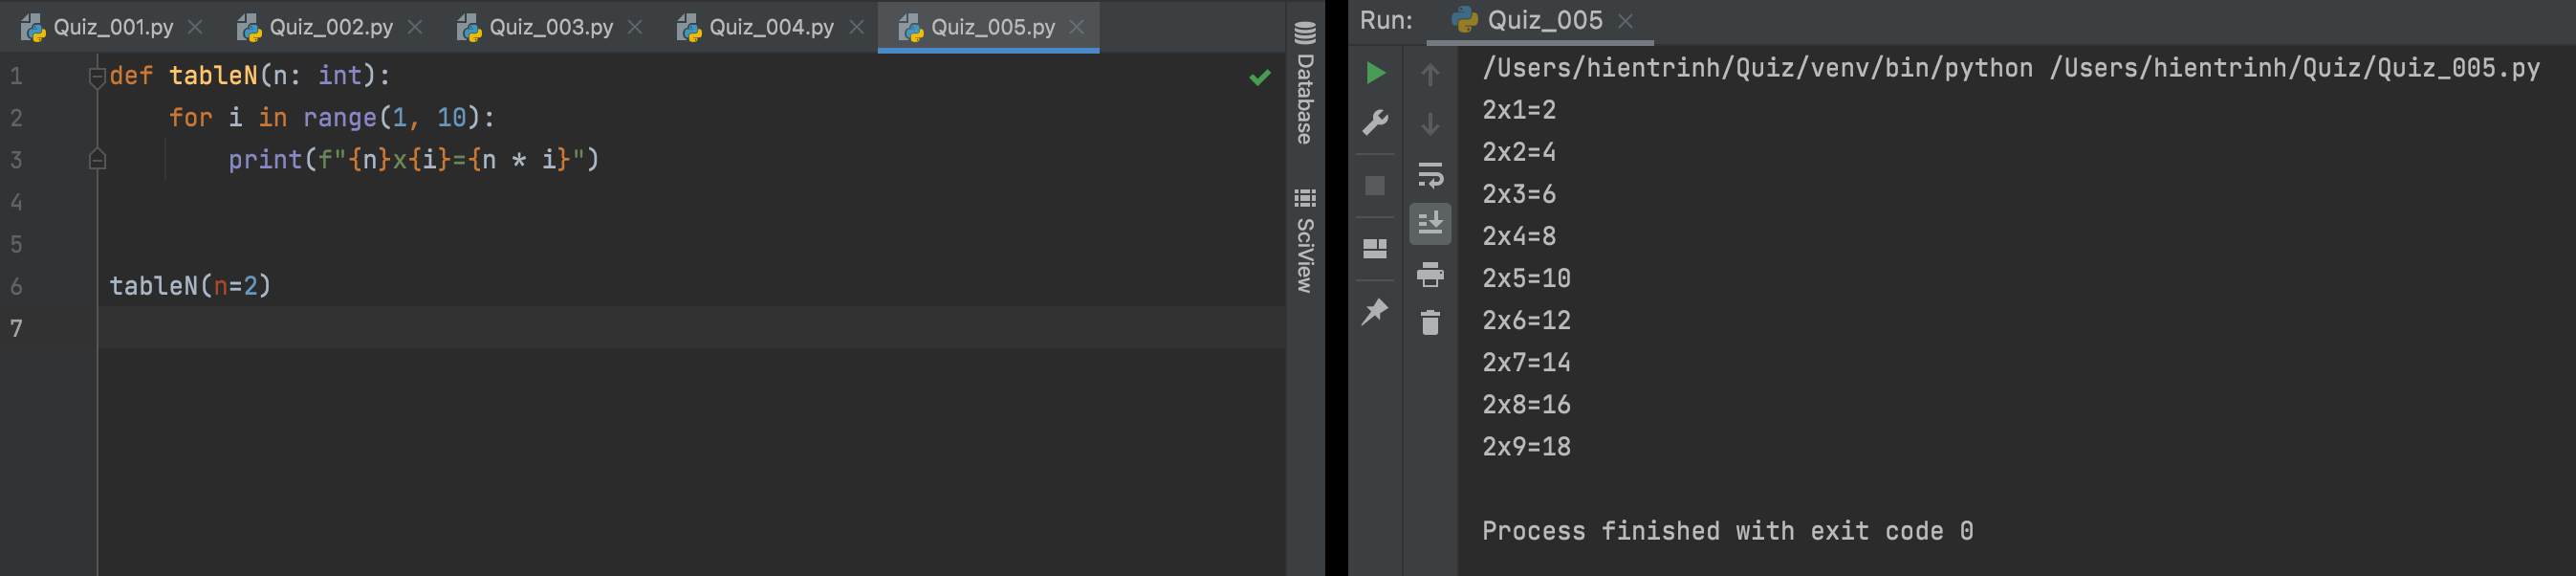 Quiz_001.py Quiz_002.py Quiz_003.py Quiz_004.py Quiz_005.py
1 def tableN(n: int):
2     for i in range(1, 10):
3         print(f"{n}x{i}={n * i}")
4
5
6 tableN(n=2)
7
Database
SciView
Run: Quiz_005
/Users/hientrinh/Quiz/venv/bin/python /Users/hientrinh/Quiz/Quiz_005.py
2x1=2
2x2=4
2x3=6
2x4=8
2x5=10
2x6=12
2x7=14
2x8=16
2x9=18
Process finished with exit code 0